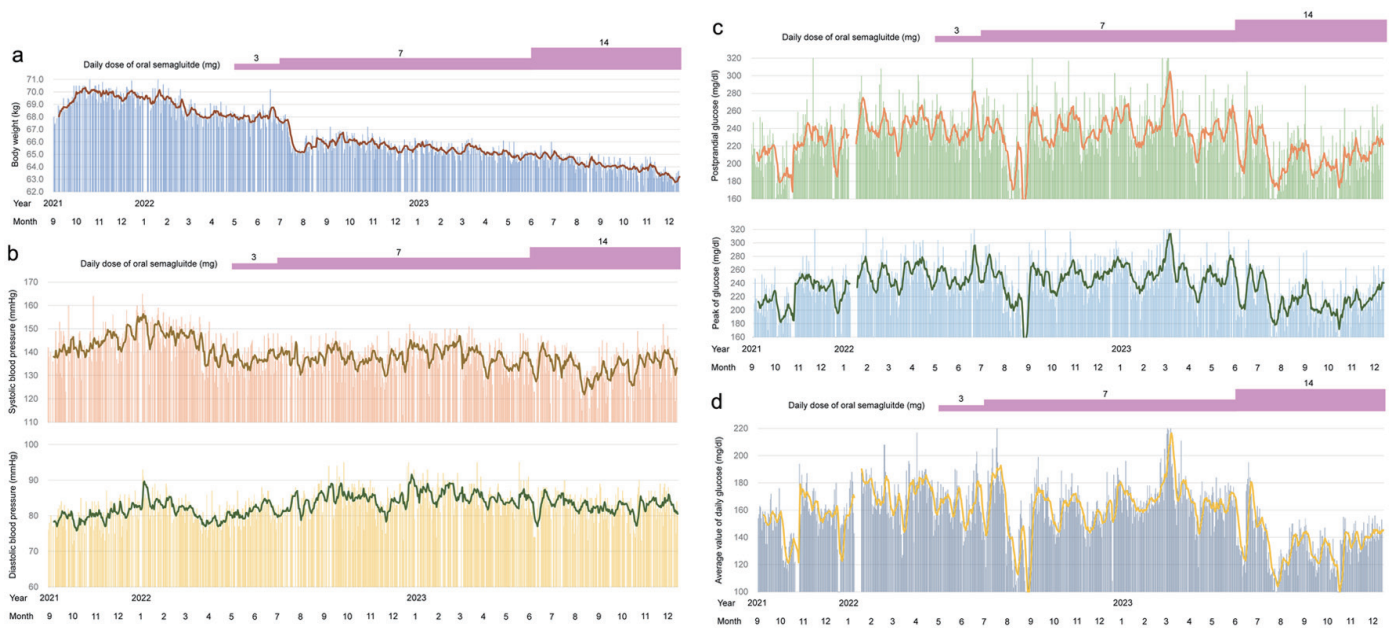 a
Daily dose of oral semagluitde (mg)
3
7
14
Body weight (kg)
71.0
70.0
69.0
68.0
67.0
66.0
65.0
64.0
63.0
62.0
Year 2021 2022 2023
Month 9 10 11 12 1 2 3 4 5 6 7 8 9 10 11 12 1 2 3 4 5 6 7 8 9 10 11 12
b
Daily dose of oral semagluitde (mg)
3
7
14
Systolic blood pressure (mmHg)
170
160
150
140
130
120
110
Diastolic blood pressure (mmHg)
100
90
80
70
60
Year 2021 2022 2023
Month 9 10 11 12 1 2 3 4 5 6 7 8 9 10 11 12 1 2 3 4 5 6 7 8 9 10 11 12
c
Daily dose of oral semagluitde (mg)
3
7
14
Postprandial glucose (mg/dl)
320
280
260
240
220
200
180
160
Peak of glucose (mg/dl)
320
300
280
260
240
220
200
180
160
Year 2021 2022 2023
Month 9 10 11 12 1 2 3 4 5 6 7 8 9 10 11 12 1 2 3 4 5 6 7 8 9 10 11 12
d
Daily dose of oral semagluitde (mg)
3
7
14
Average value of daily glucose (mg/dl)
220
200
180
160
140
120
100
Year 2021 2022 2023
Month 9 10 11 12 1 2 3 4 5 6 7 8 9 10 11 12 1 2 3 4 5 6 7 8 9 10 11 12